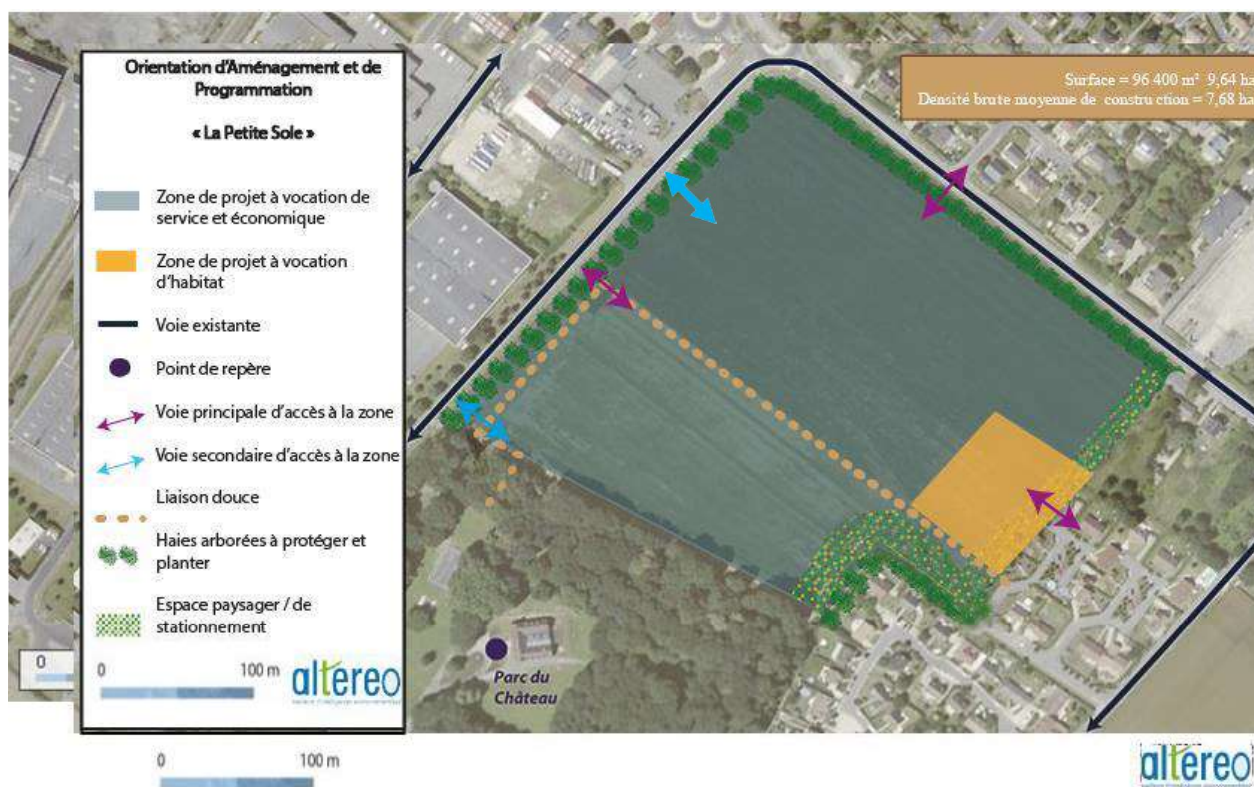 Orientation d'Aménagement et de
Programmation
« La Petite Sole »
Zone de projet à vocation de
service et économique
Zone de projet à vocation
d'habitat
Voie existante
Point de repère
Voie principale d'accès à la zone
Voie secondaire d'accès à la zone
Liaison douce
Haies arborées à protéger et
planter
Espace paysager / de
stationnement
0 100 m
altereo
0
Surface = 96 400 m² 9,64 ha
Densité brute moyenne de constru ction = 7,68 ha
Parc du
Château
0 100 m
altereo